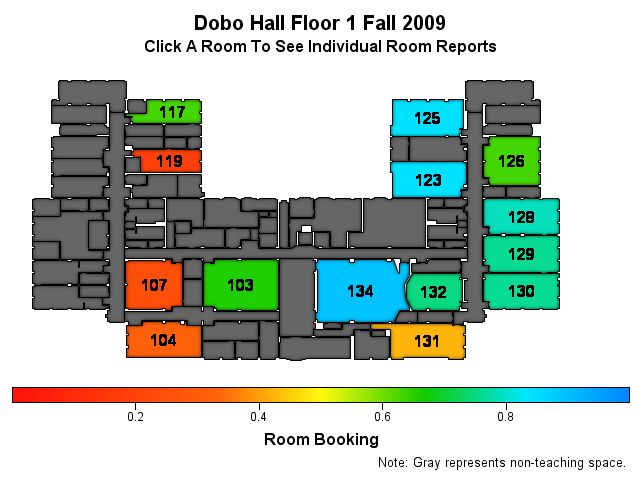 Dobo Hall Floor 1 Fall 2009
Click A Room To See Individual Room Reports
117
125
119
126
123
128
129
107
103
134
132
130
104
131
0.2 0.4 0.6 0.8
Room Booking
Note: Gray represents non-teaching space.